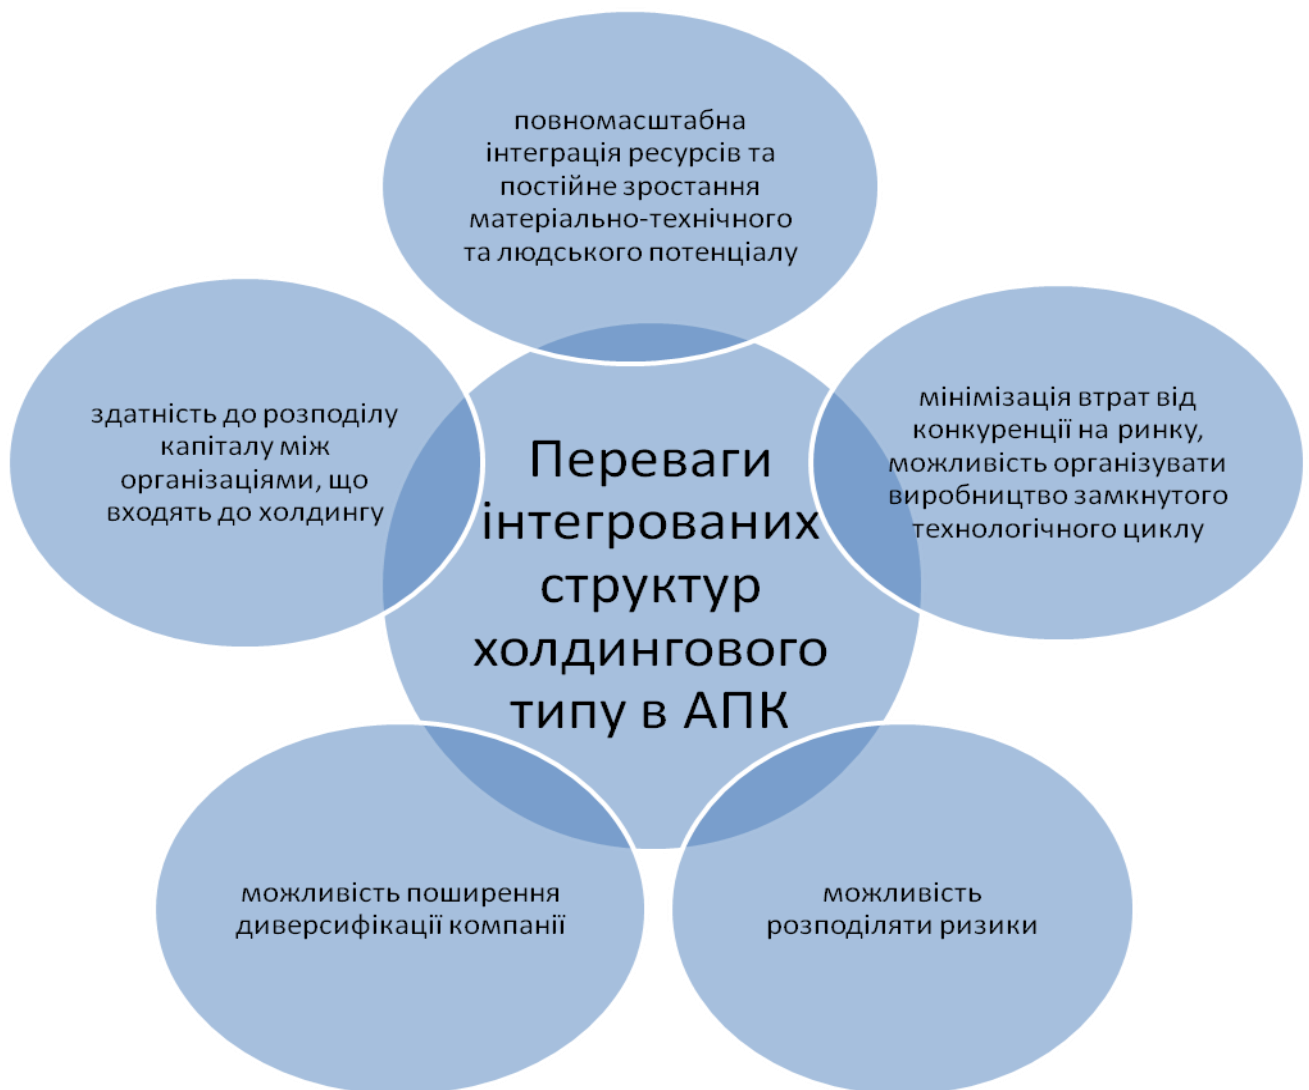 повномасштабна
інтеграція ресурсів та
постійне зростання
матеріально-технічного
та людського потенціалу
здатність до розподілу
капіталу між
організаціями, що
входять до холдингу
Переваги
інтегрованих
структур
холдингового
типу в АПК
мінімізація втрат від
конкуренції на ринку,
можливість організувати
виробництво замкнутого
технологічного циклу
можливість поширення
диверсифікації компанії
можливість
розподіляти ризики